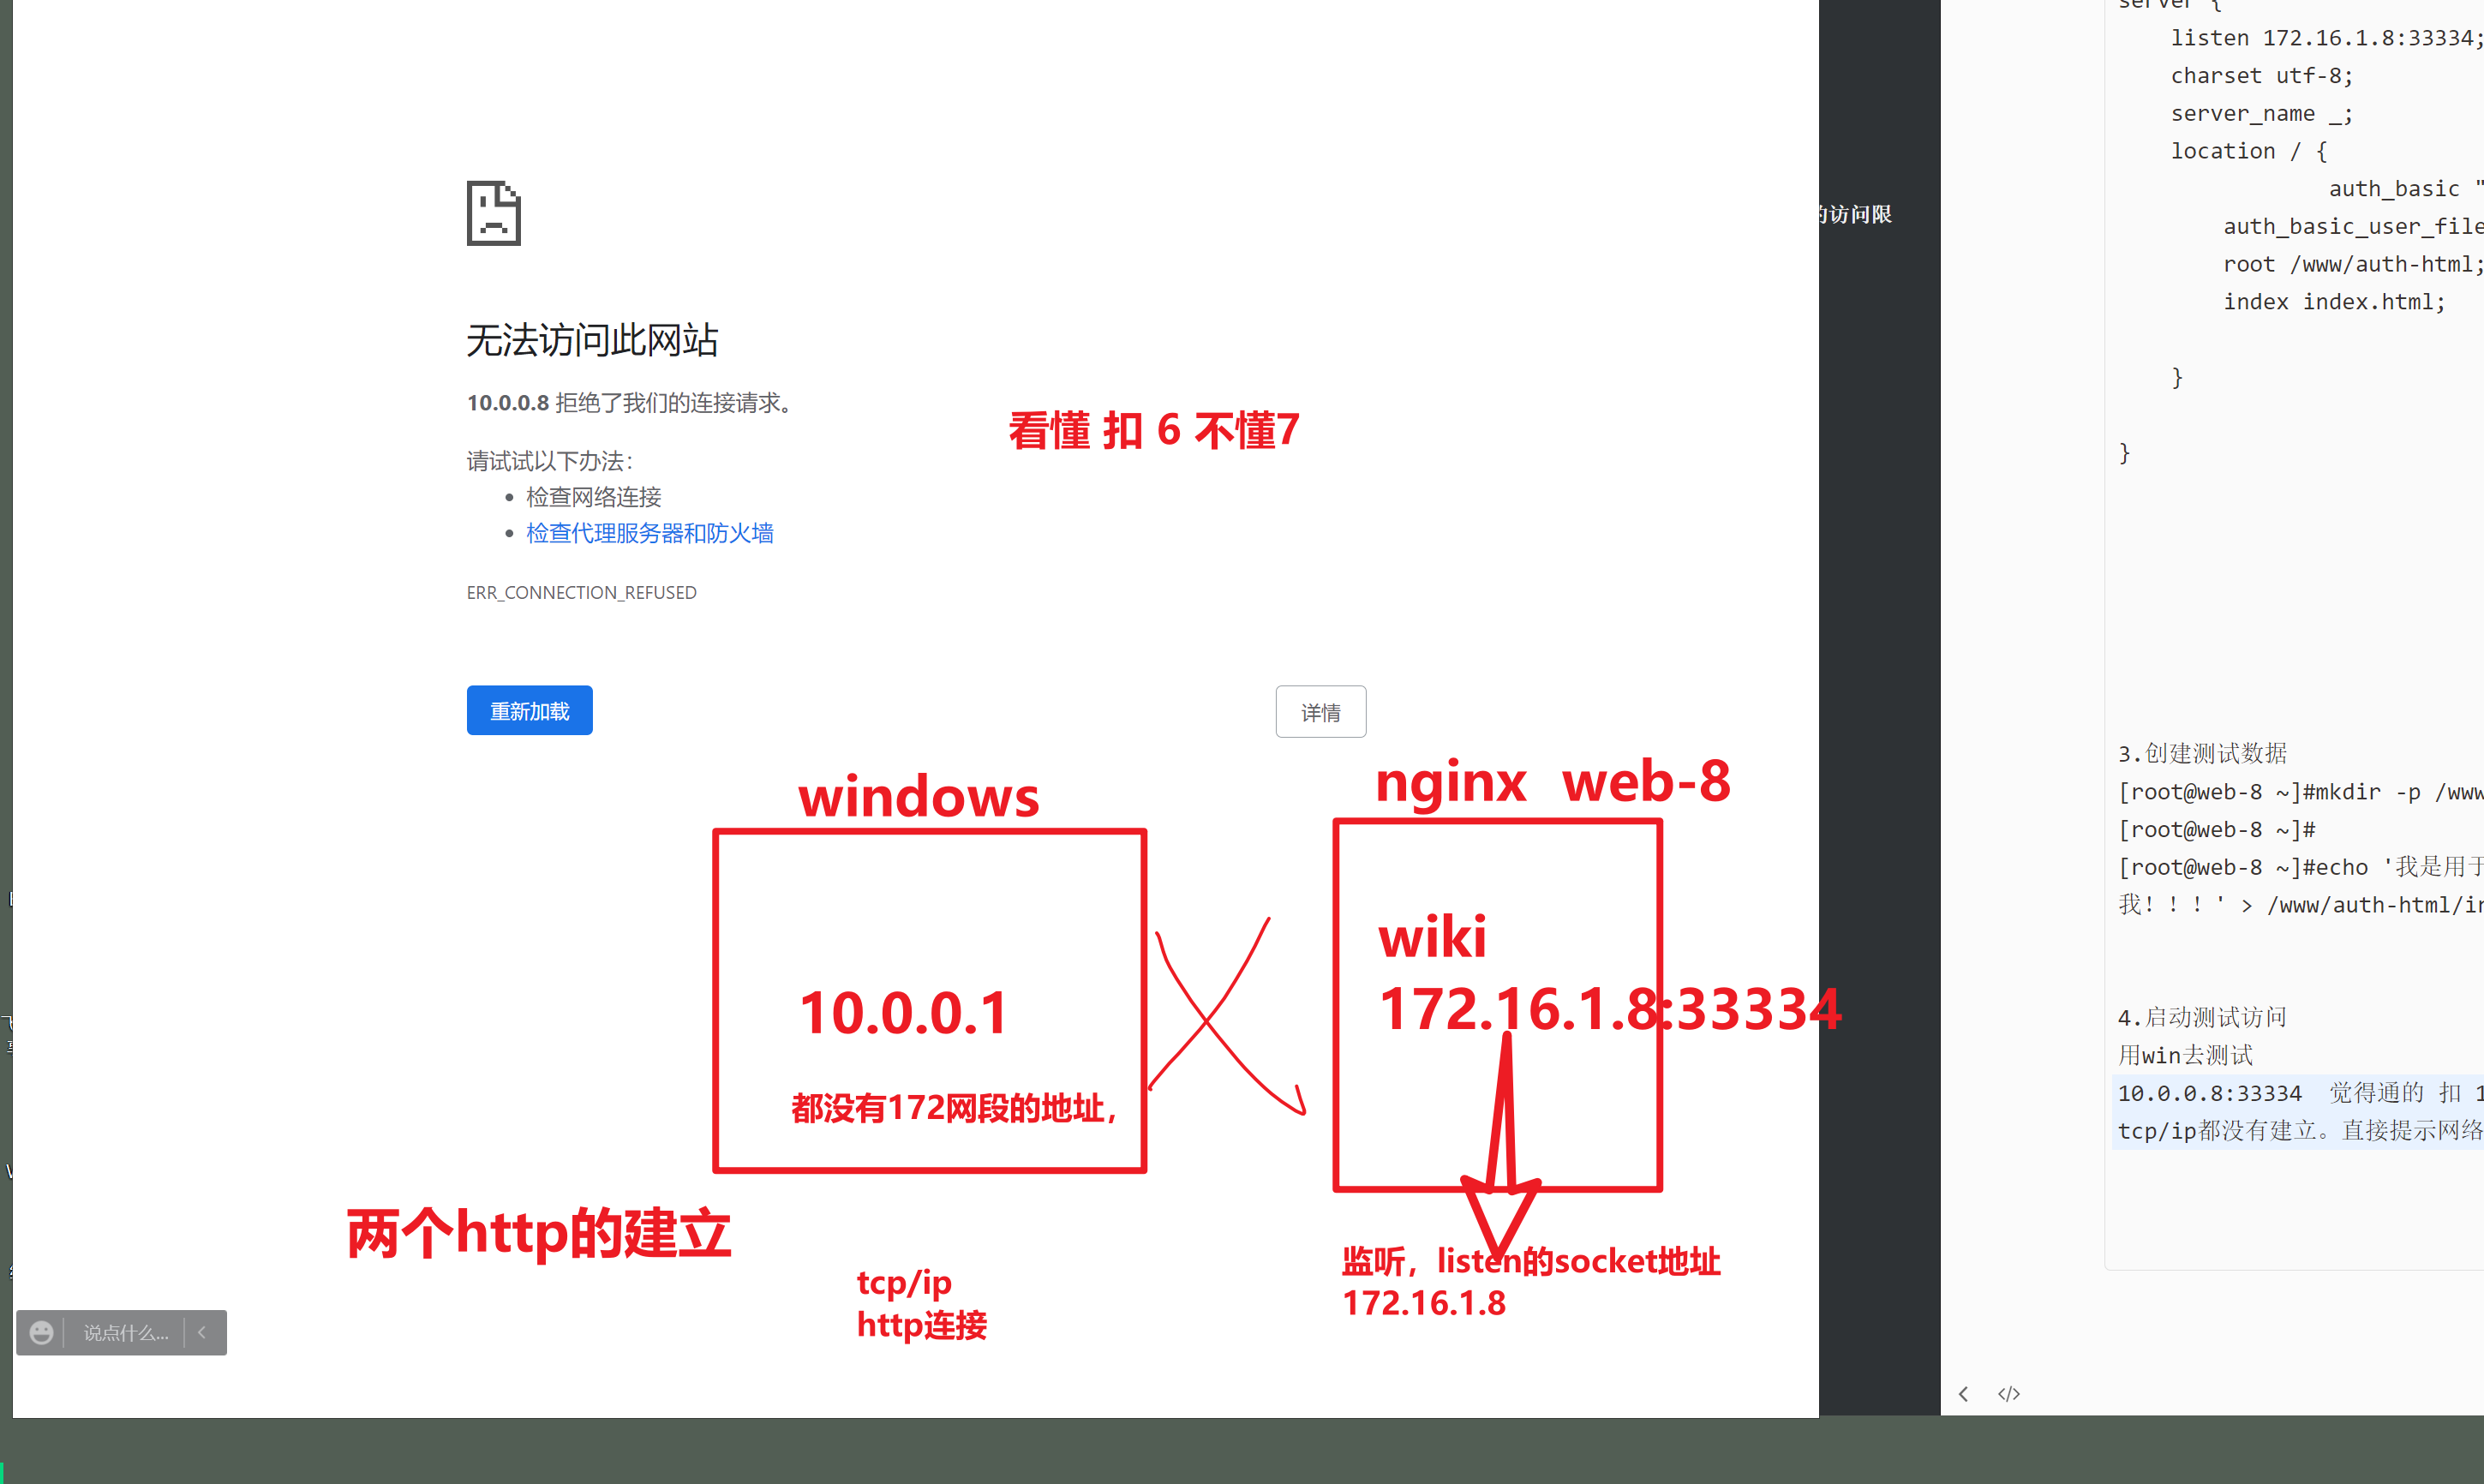 无法访问此网站
10.0.0.8 拒绝了我们的连接请求。
看懂 扣 6 不懂7
请试试以下办法：
检查网络连接
检查代理服务器和防火墙
ERR_CONNECTION_REFUSED
重新加载
详情
windows
nginx web-8
10.0.0.1
都没有172网段的地址，
wiki
172.16.1.8:33334
两个http的建立
tcp/ip
http连接
监听，listen的socket地址
172.16.1.8
说点什么...
的访问限
server {
listen 172.16.1.8:33334;
charset utf-8;
server_name _;
location / {
auth_basic "
auth_basic_user_file
root /www/auth-html;
index index.html;
}
}
3.创建测试数据
[root@web-8 ~]#mkdir -p /www
[root@web-8 ~]#
[root@web-8 ~]#echo '我是用于
我！！！' > /www/auth-html/in
4.启动测试访问
用win去测试
10.0.0.8:33334 觉得通的 扣 1
tcp/ip都没有建立。直接提示网络